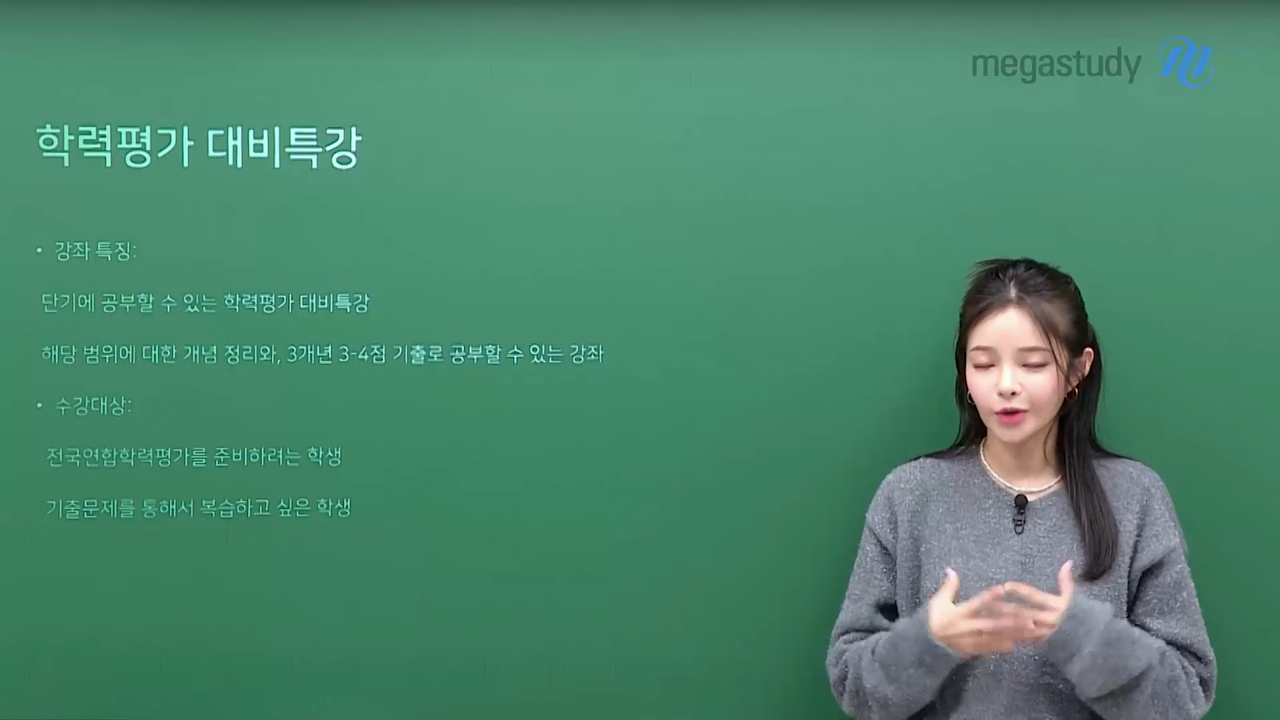 megastudy
학력평가 대비특강
• 강좌 특징:
단기에 공부할 수 있는 학력평가 대비특강
해당 범위에 대한 개념 정리와, 3개년 3-4점 기출로 공부할 수 있는 강좌
• 수강대상:
전국연합학력평가를 준비하려는 학생
기출문제를 통해서 복습하고 싶은 학생